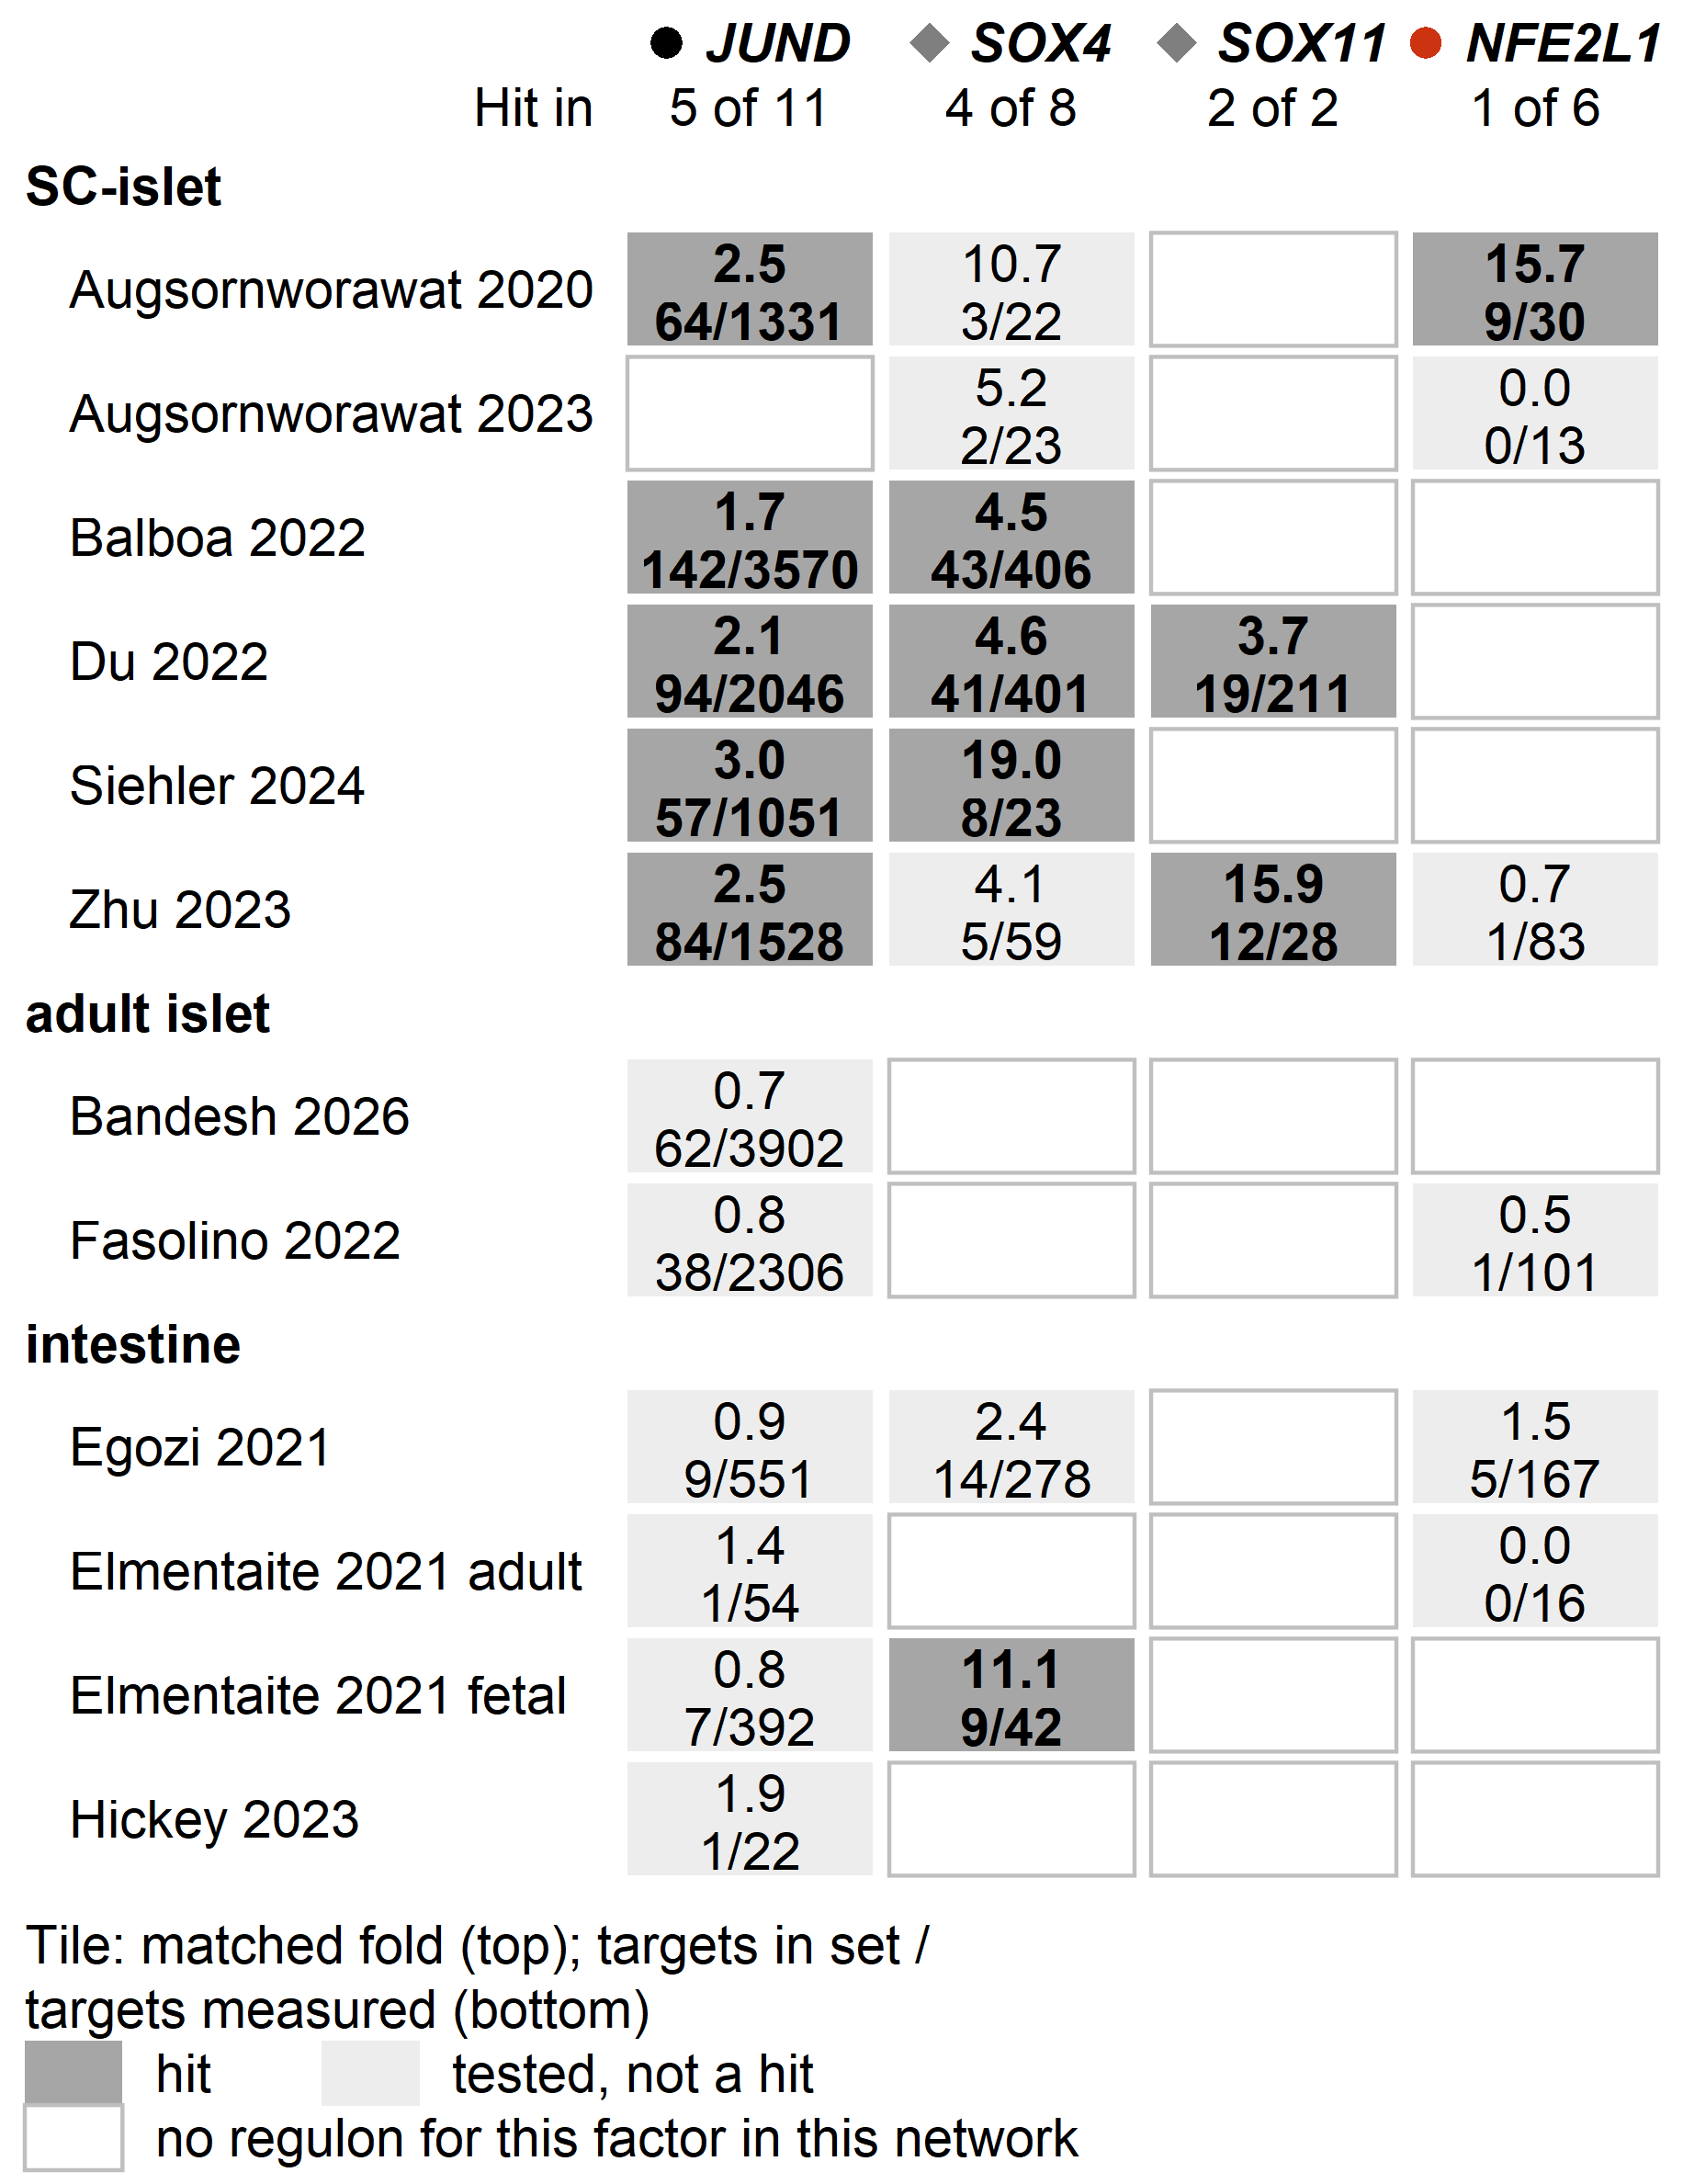 JUND SOX4 SOX11 NFE2L1
Hit in 5 of 11 4 of 8 2 of 2 1 of 6
SC-islet
Augsornworawat 2020
2.5 10.7 15.7
64/1331 3/22 9/30
Augsornworawat 2023
5.2 0.0
2/23 0/13
Balboa 2022
1.7 4.5
142/3570 43/406
Du 2022
2.1 4.6 3.7
94/2046 41/401 19/211
Siehler 2024
3.0 19.0
57/1051 8/23
Zhu 2023
2.5 4.1 15.9 0.7
84/1528 5/59 12/28 1/83
adult islet
Bandesh 2026
0.7
62/3902
Fasolino 2022
0.8 0.5
38/2306 1/101
intestine
Egozi 2021
0.9 2.4 1.5
9/551 14/278 5/167
Elmentaite 2021 adult
1.4 0.0
1/54 0/16
Elmentaite 2021 fetal
0.8 11.1
7/392 9/42
Hickey 2023
1.9
1/22
Tile: matched fold (top); targets in set /
targets measured (bottom)
hit tested, not a hit
no regulon for this factor in this network